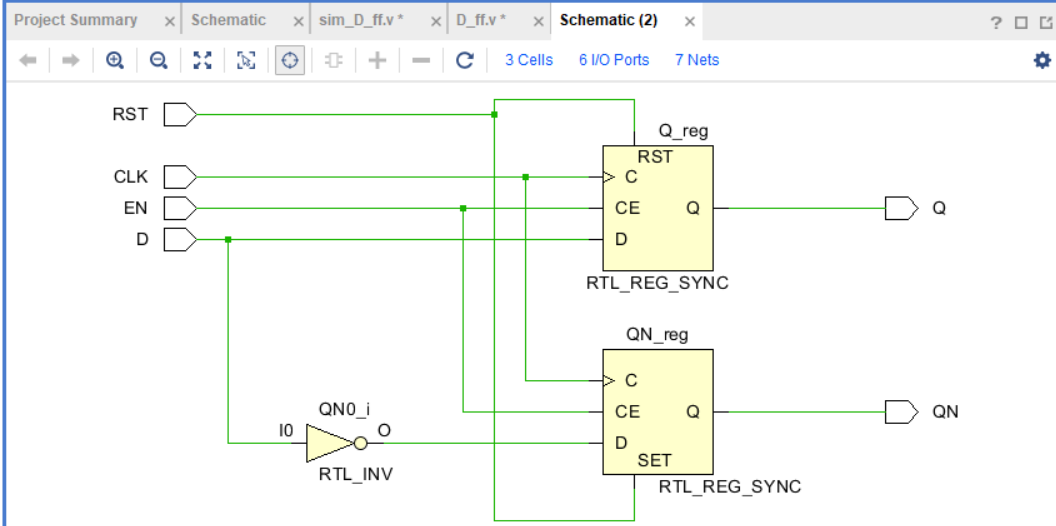 Project Summary × Schematic × sim_D_ff.v * × D_ff.v * × Schematic (2) × ?
3 Cells 6 I/O Ports 7 Nets
RST
Q_reg
RST
CLK
C
EN
CE Q
Q
D
D
RTL_REG_SYNC
QN_reg
C
QN0_i
CE Q
QN
I0 O
D
SET
RTL_INV
RTL_REG_SYNC